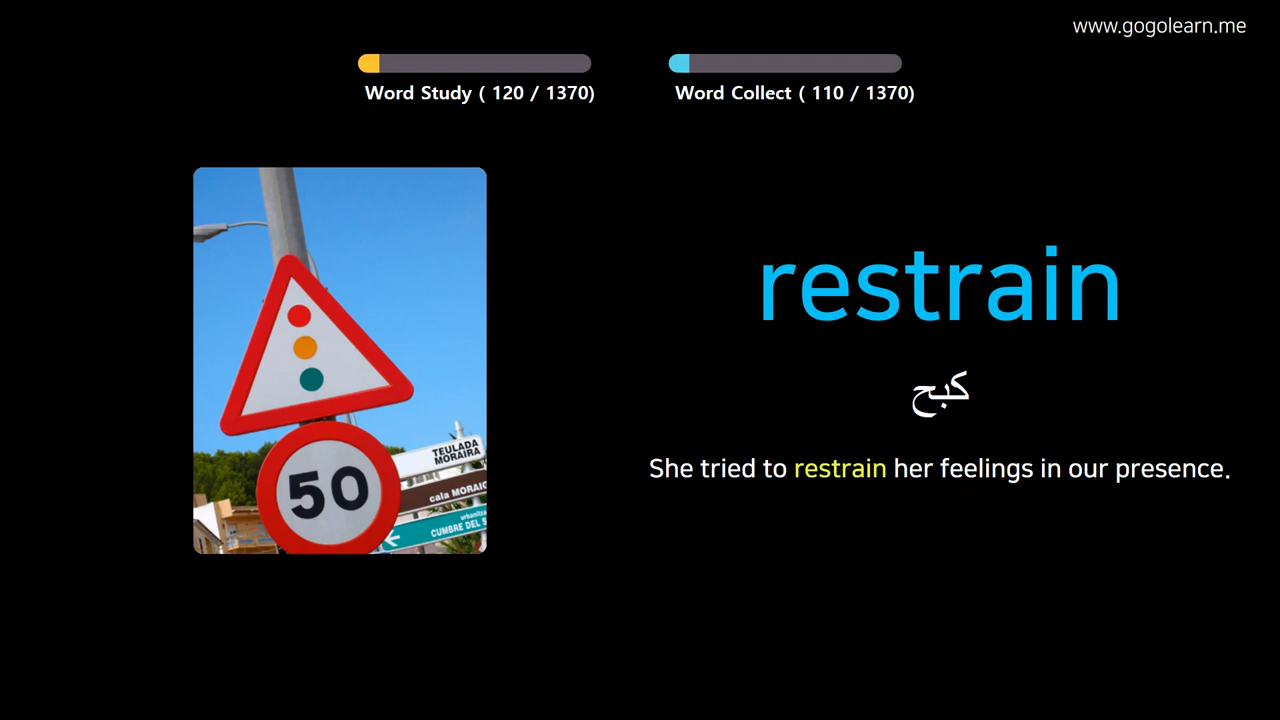 www.gogolearn.me
Word Study ( 120 / 1370)
Word Collect ( 110 / 1370)
restrain
كبح
She tried to restrain her feelings in our presence.
TEULADA
MORAIRA
cala
urbanitza
CUMBRE DEL S
50